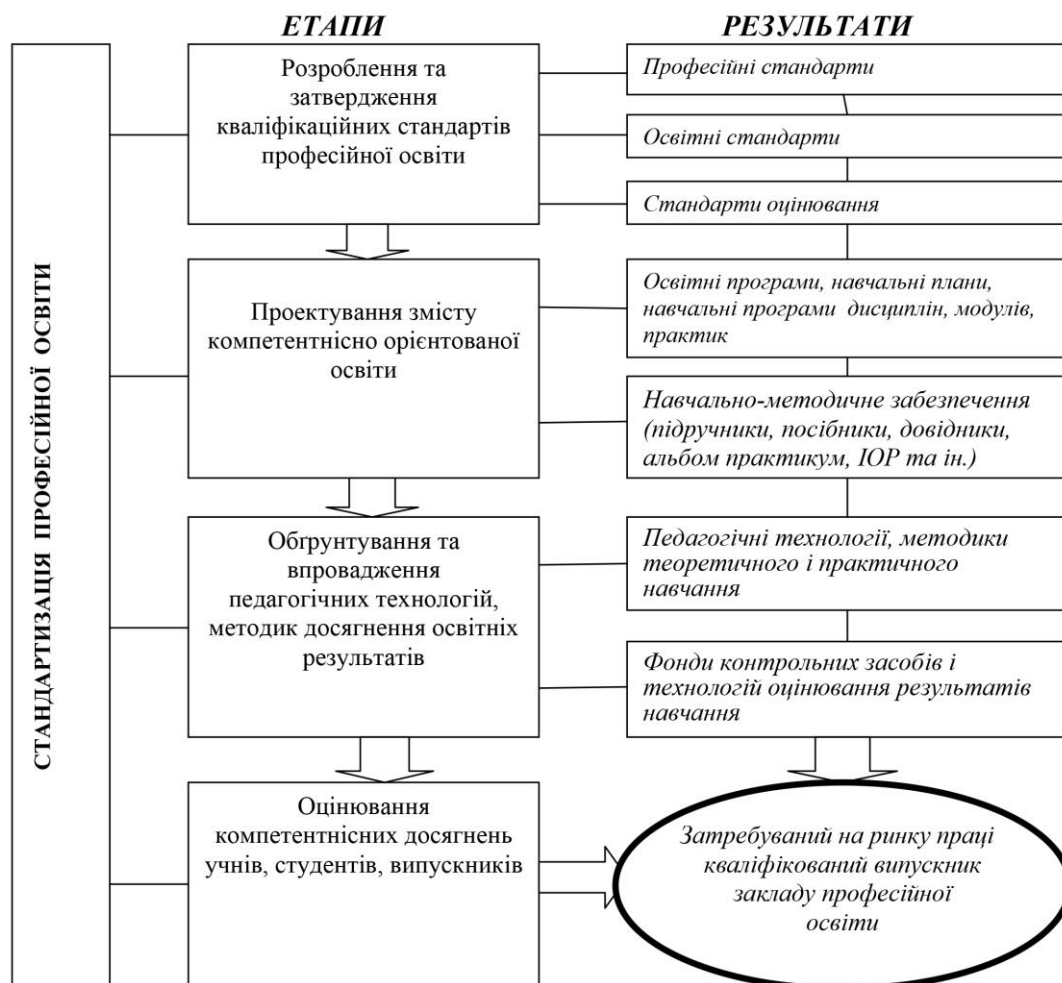 ЕТАПИ
РЕЗУЛЬТАТИ
СТАНДАРТИЗАЦІЯ ПРОФЕСІЙНОЇ ОСВІТИ
Розроблення та
затвердження
кваліфікаційних стандартів
професійної освіти
Професійні стандарти
Освітні стандарти
Стандарти оцінювання
Проектування змісту
компетентнісно орієнтованої
освіти
Освітні програми, навчальні плани,
навчальні програми дисциплін, модулів,
практик
Навчально-методичне забезпечення
(підручники, посібники, довідники,
альбом практикум, ІОР та ін.)
Обґрунтування та
впровадження
педагогічних технологій,
методик досягнення освітніх
результатів
Педагогічні технології, методики
теоретичного і практичного
навчання
Фонди контрольних засобів і
технологій оцінювання результатів
навчання
Оцінювання
компетентнісних досягнень
учнів, студентів, випускників
Затребуваний на ринку праці
кваліфікований випускник
закладу професійної
освіти